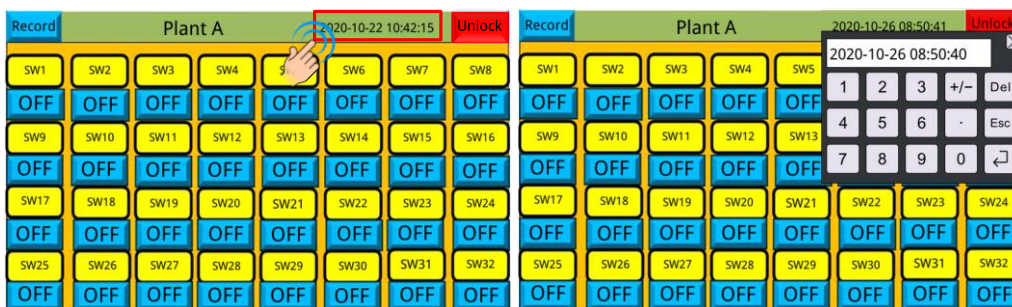 Record Plant A 2020-10-22 10:42:15 Unlock
SW1 SW2 SW3 SW4 SW6 SW7 SW8
OFF OFF OFF OFF OFF OFF OFF OFF
SW9 SW10 SW11 SW12 SW13 SW14 SW15 SW16
OFF OFF OFF OFF OFF OFF OFF OFF
SW17 SW18 SW19 SW20 SW21 SW22 SW23 SW24
OFF OFF OFF OFF OFF OFF OFF OFF
SW25 SW26 SW27 SW28 SW29 SW30 SW31 SW32
OFF OFF OFF OFF OFF OFF OFF OFF
Record Plant A 2020-10-26 08:50:41 Unlock
2020-10-26 08:50:40
1 2 3 +/- Del
4 5 6 . Esc
7 8 9 0
SW1 SW2 SW3 SW4 SW5
OFF OFF OFF OFF OFF
SW9 SW10 SW11 SW12 SW13
OFF OFF OFF OFF OFF
SW17 SW18 SW19 SW20 SW21 SW22 SW23 SW24
OFF OFF OFF OFF OFF OFF OFF OFF
SW25 SW26 SW27 SW28 SW29 SW30 SW31 SW32
OFF OFF OFF OFF OFF OFF OFF OFF